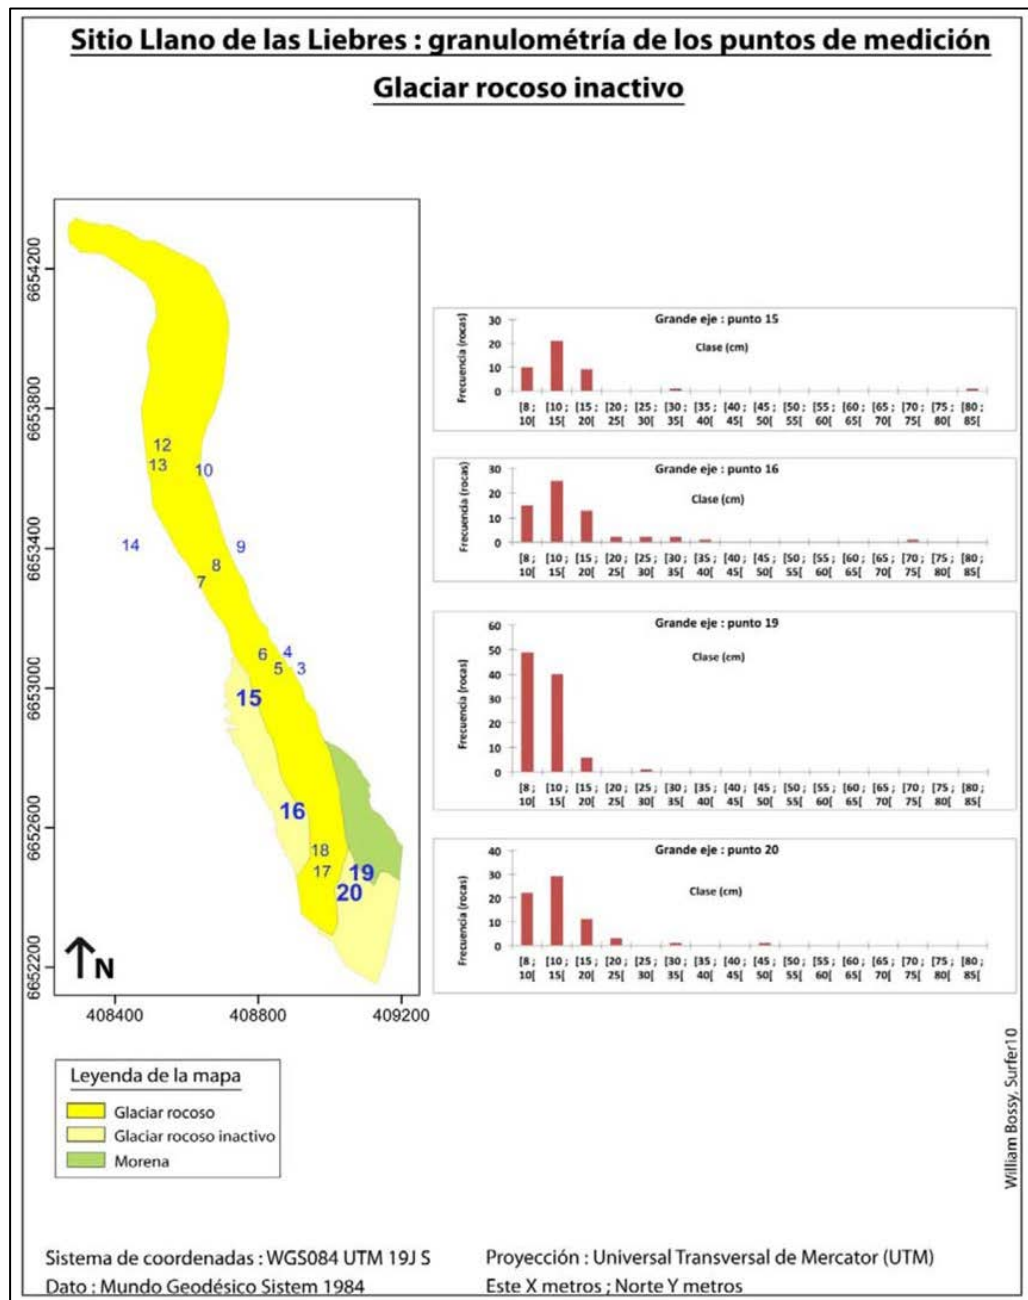 Sitio Llano de las Liebres : granulométría de los puntos de medición
Glaciar rocoso inactivo
6654200
6653800
6653400
6653000
6652600
6652200
408400
408800
409200
12
13
10
14
9
8
7
6
4
5
3
15
16
18
17
19
20
N
Grande eje : punto 15
Clase (cm)
Frecuencia (rocas)
30
20
10
0
[8 ; [10 ; [15 ; [20 ; [25 ; [30 ; [35 ; [40 ; [45 ; [50 ; [55 ; [60 ; [65 ; [70 ; [75 ; [80 ;
10[ 15[ 20[ 25[ 30[ 35[ 40[ 45[ 50[ 55[ 60[ 65[ 70[ 75[ 80[ 85[
Grande eje : punto 16
Clase (cm)
Frecuencia (rocas)
30
20
10
0
[8 ; [10 ; [15 ; [20 ; [25 ; [30 ; [35 ; [40 ; [45 ; [50 ; [55 ; [60 ; [65 ; [70 ; [75 ; [80 ;
10[ 15[ 20[ 25[ 30[ 35[ 40[ 45[ 50[ 55[ 60[ 65[ 70[ 75[ 80[ 85[
Grande eje : punto 19
Clase (cm)
Frecuencia (rocas)
60
50
40
30
20
10
0
[8 ; [10 ; [15 ; [20 ; [25 ; [30 ; [35 ; [40 ; [45 ; [50 ; [55 ; [60 ; [65 ; [70 ; [75 ; [80 ;
10[ 15[ 20[ 25[ 30[ 35[ 40[ 45[ 50[ 55[ 60[ 65[ 70[ 75[ 80[ 85[
Grande eje : punto 20
Clase (cm)
Frecuencia (rocas)
40
30
20
10
0
[8 ; [10 ; [15 ; [20 ; [25 ; [30 ; [35 ; [40 ; [45 ; [50 ; [55 ; [60 ; [65 ; [70 ; [75 ; [80 ;
10[ 15[ 20[ 25[ 30[ 35[ 40[ 45[ 50[ 55[ 60[ 65[ 70[ 75[ 80[ 85[
Leyenda de la mapa
Glaciar rocoso
Glaciar rocoso inactivo
Morena
William Bossy, Surfer10
Sistema de coordenadas : WGS084 UTM 19J S
Dato : Mundo Geodésico Sistem 1984
Proyección : Universal Transversal de Mercator (UTM)
Este X metros ; Norte Y metros